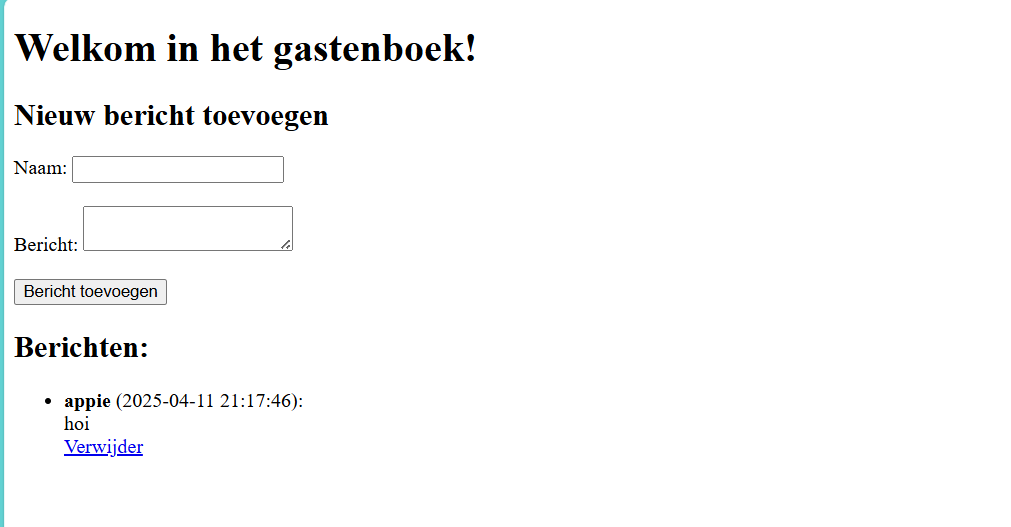 Welkom in het gastenboek!
Nieuw bericht toevoegen
Naam:
Bericht:
Bericht toevoegen
Berichten:
appie (2025-04-11 21:17:46):
hoi
Verwijder